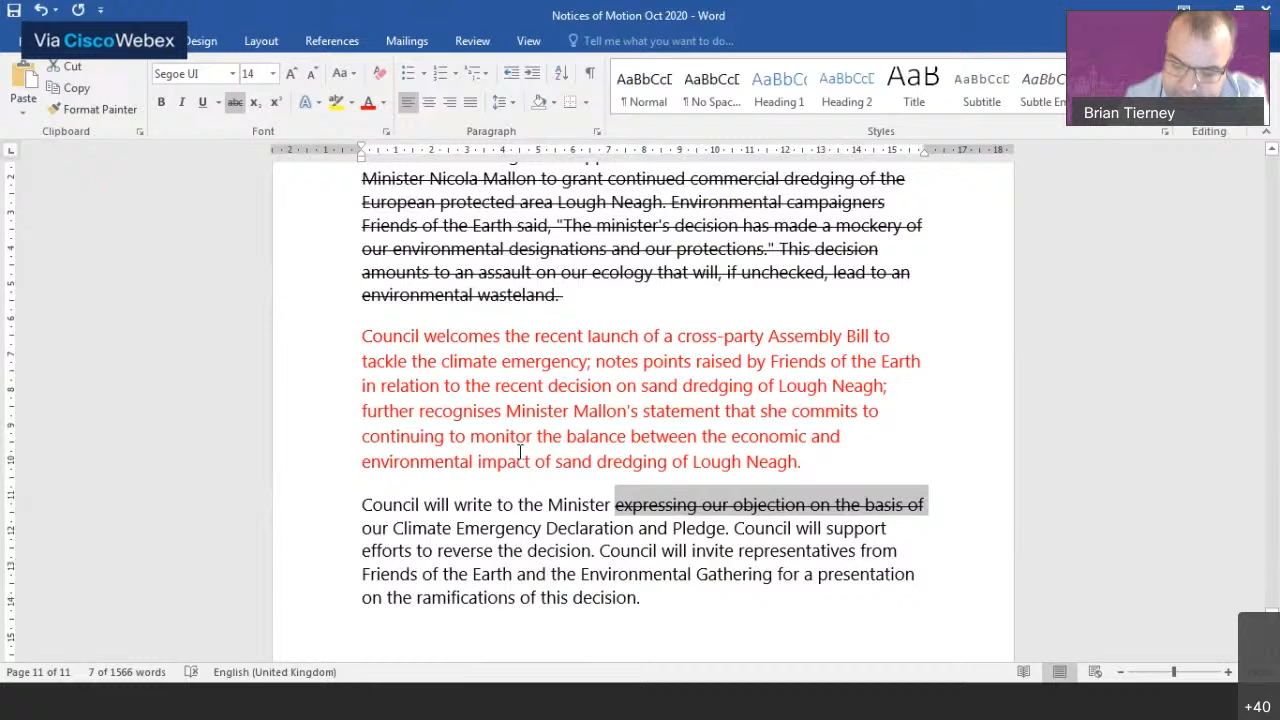 Notices of Motion Oct 2020 - Word
Via CiscoWebex
Design Layout References Mailings Review View Tell me what you want to do...
Paste
Cut
Copy
Format Painter
Segoe UI 14
AaBbCcD AaBbCcD AaBbCc AaBbCcD AaB AaBbCcD
¶ Normal ¶ No Spac... Heading 1 Heading 2 Title Subtitle Subtle Em
Clipboard Font Paragraph Styles Editing
Brian Tierney
Minister Nicola Mallon to grant continued commercial dredging of the
European protected area Lough Neagh. Environmental campaigners
Friends of the Earth said, "The minister's decision has made a mockery of
our environmental designations and our protections." This decision
amounts to an assault on our ecology that will, if unchecked, lead to an
environmental wasteland.
Council welcomes the recent launch of a cross-party Assembly Bill to
tackle the climate emergency; notes points raised by Friends of the Earth
in relation to the recent decision on sand dredging of Lough Neagh;
further recognises Minister Mallon's statement that she commits to
continuing to monitor the balance between the economic and
environmental impact of sand dredging of Lough Neagh.
Council will write to the Minister expressing our objection on the basis of
our Climate Emergency Declaration and Pledge. Council will support
efforts to reverse the decision. Council will invite representatives from
Friends of the Earth and the Environmental Gathering for a presentation
on the ramifications of this decision.
Page 11 of 11 7 of 1566 words English (United Kingdom)
+40